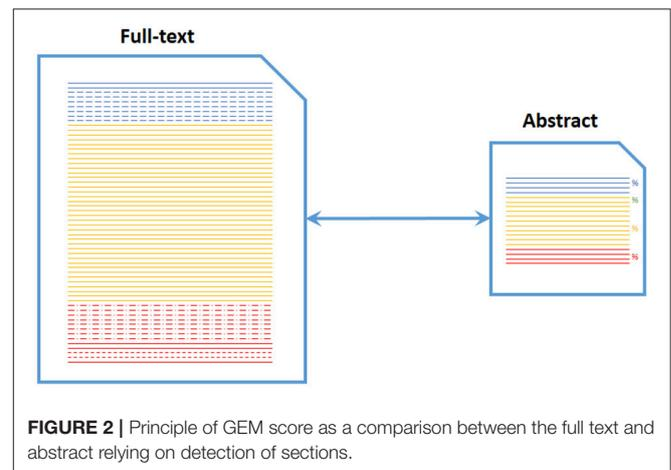 Full-text
Abstract
%
%
%
%
FIGURE 2 | Principle of GEM score as a comparison between the full text and
abstract relying on detection of sections.